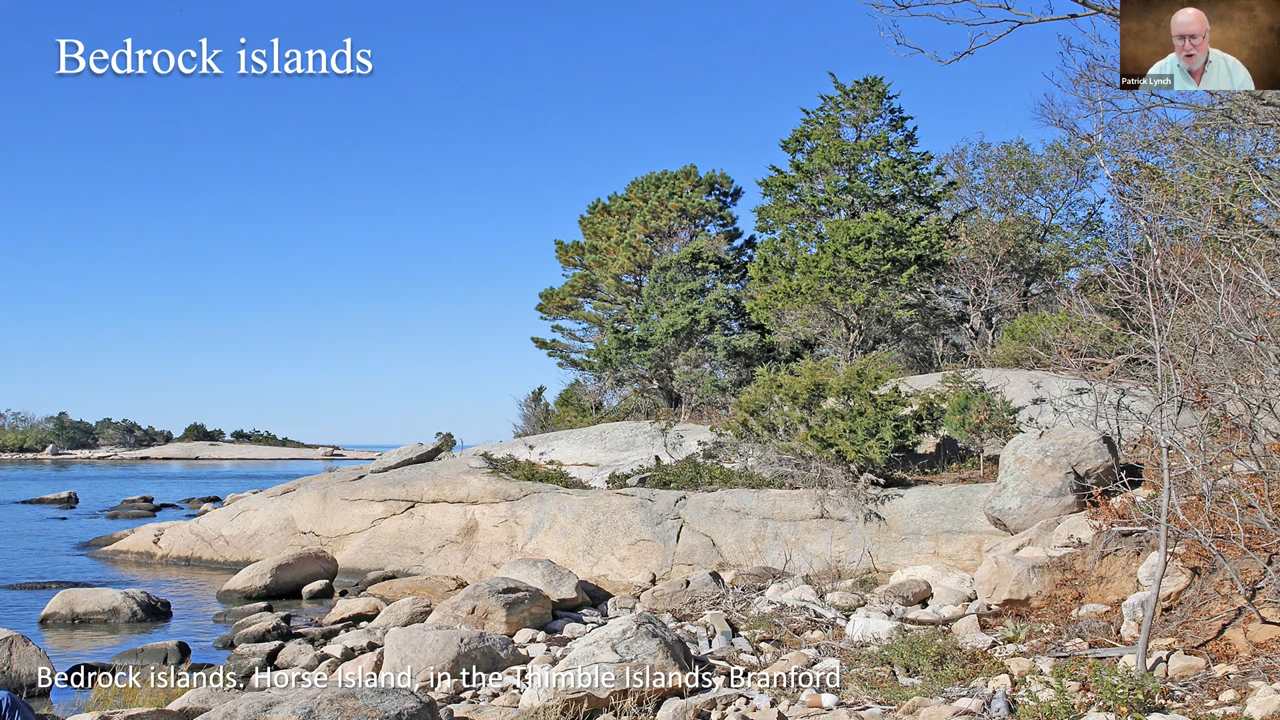 Bedrock islands
Patrick Lynch
Bedrock islands. Horse Island, in the Thimble Islands, Branford